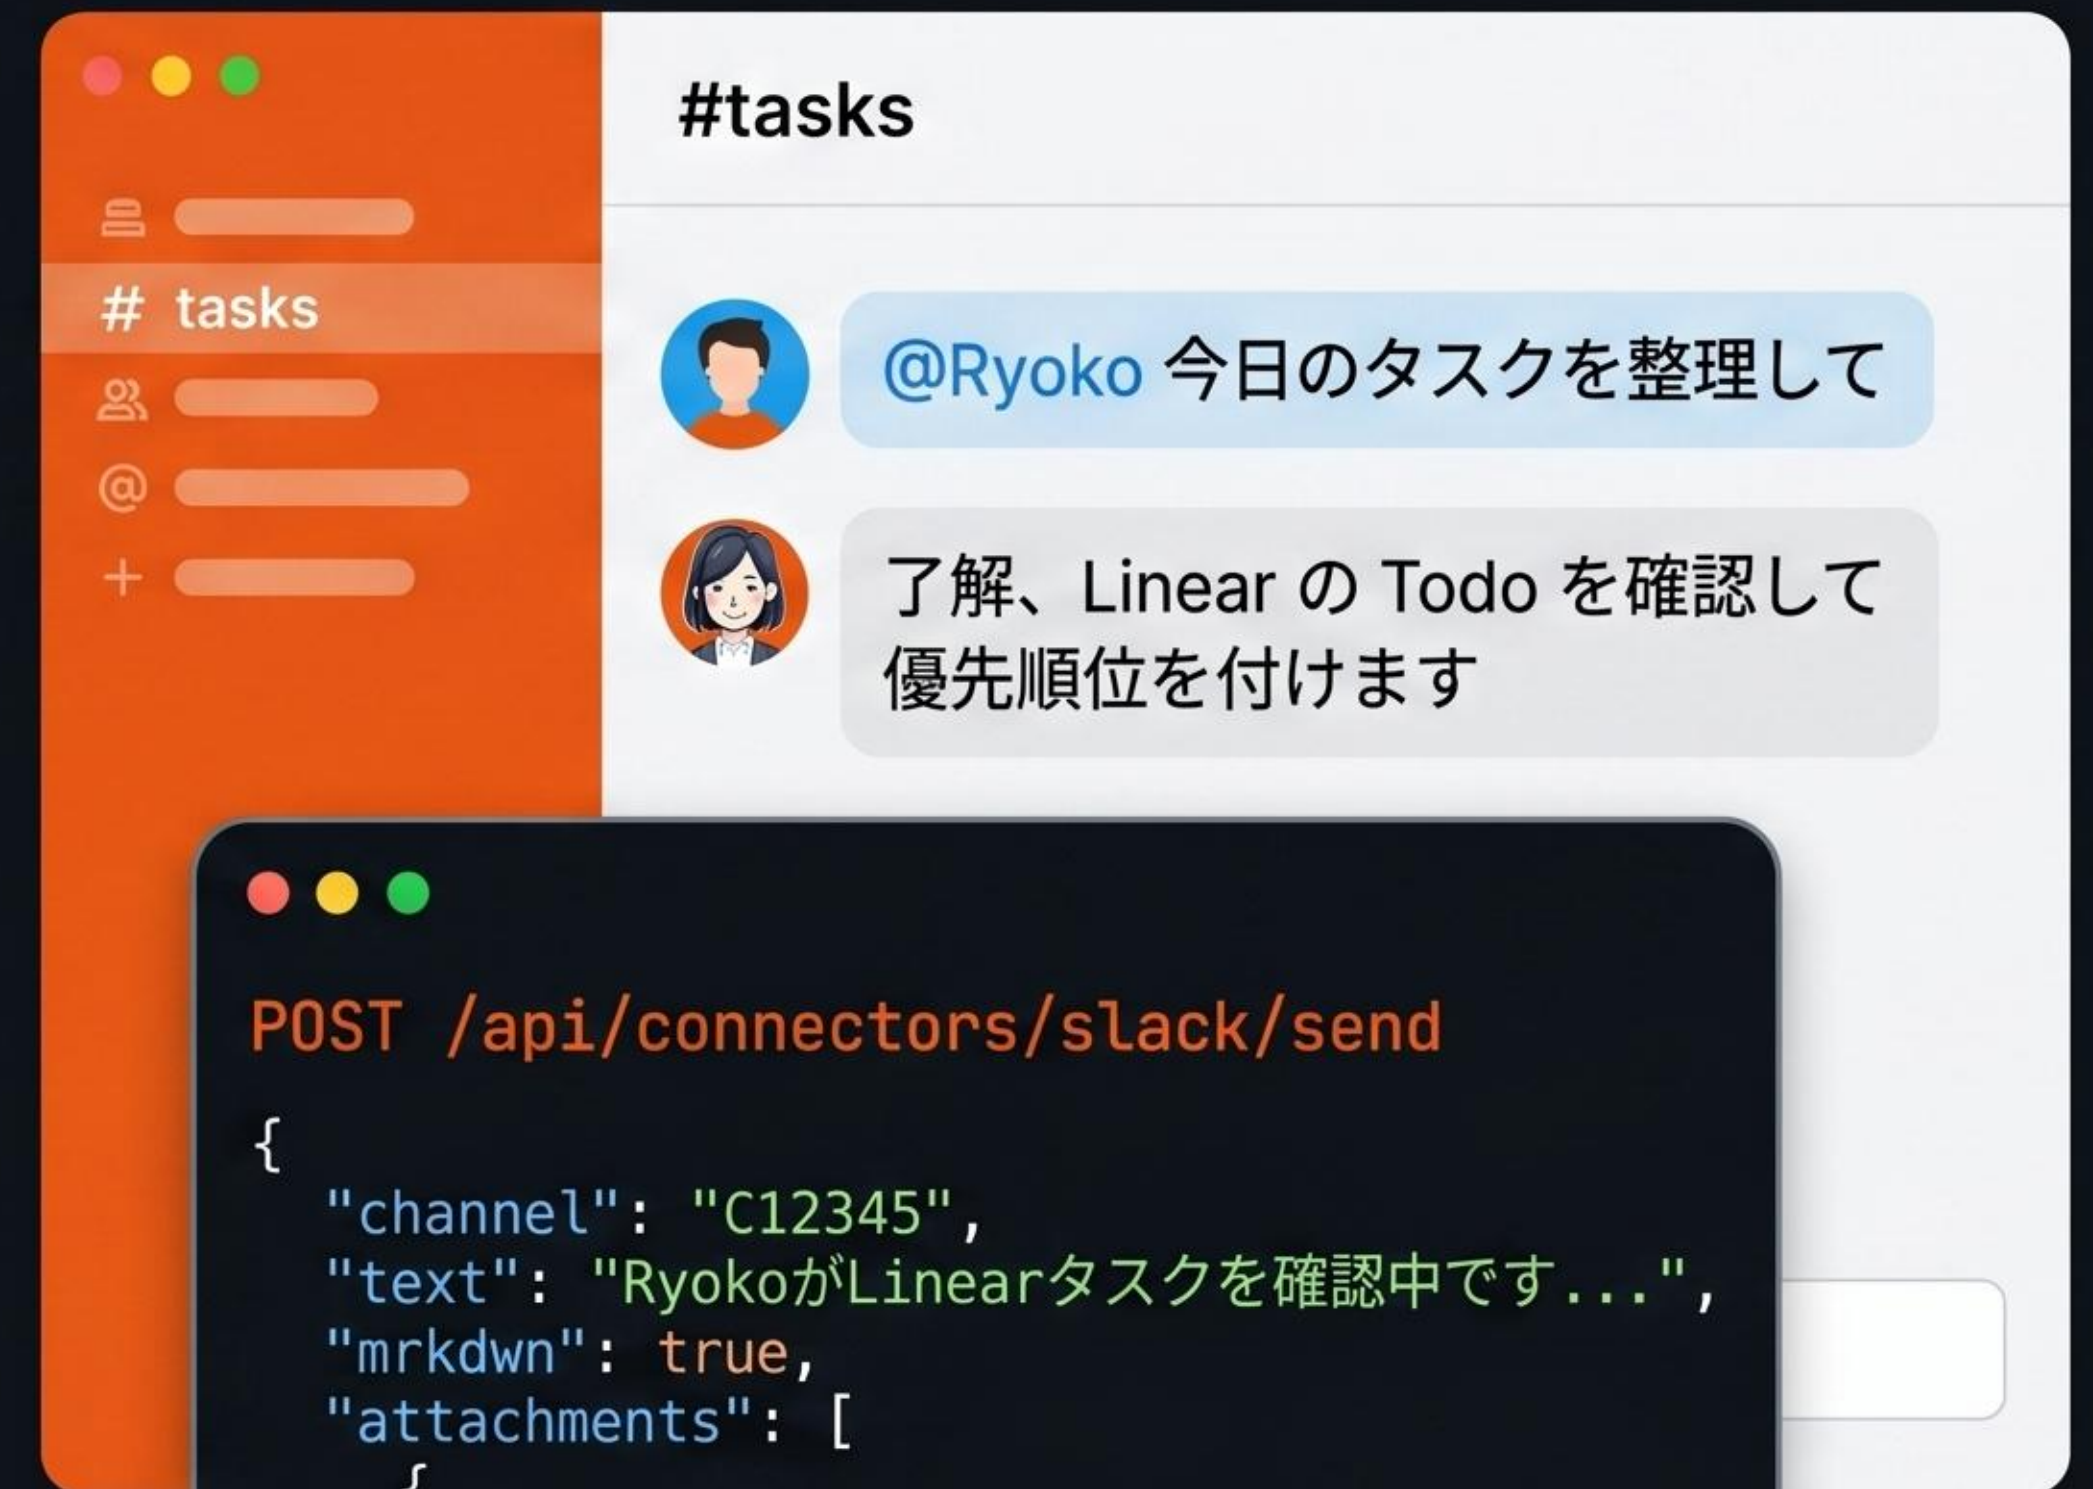 #tasks
# tasks
@Ryoko 今日のタスクを整理して
了解、Linear の Todo を確認して
優先順位を付けます
POST /api/connectors/slack/send
{
"channel": "C12345",
"text": "RyokoがLinearタスクを確認中です...",
"mrkdwn": true,
"attachments": [
{